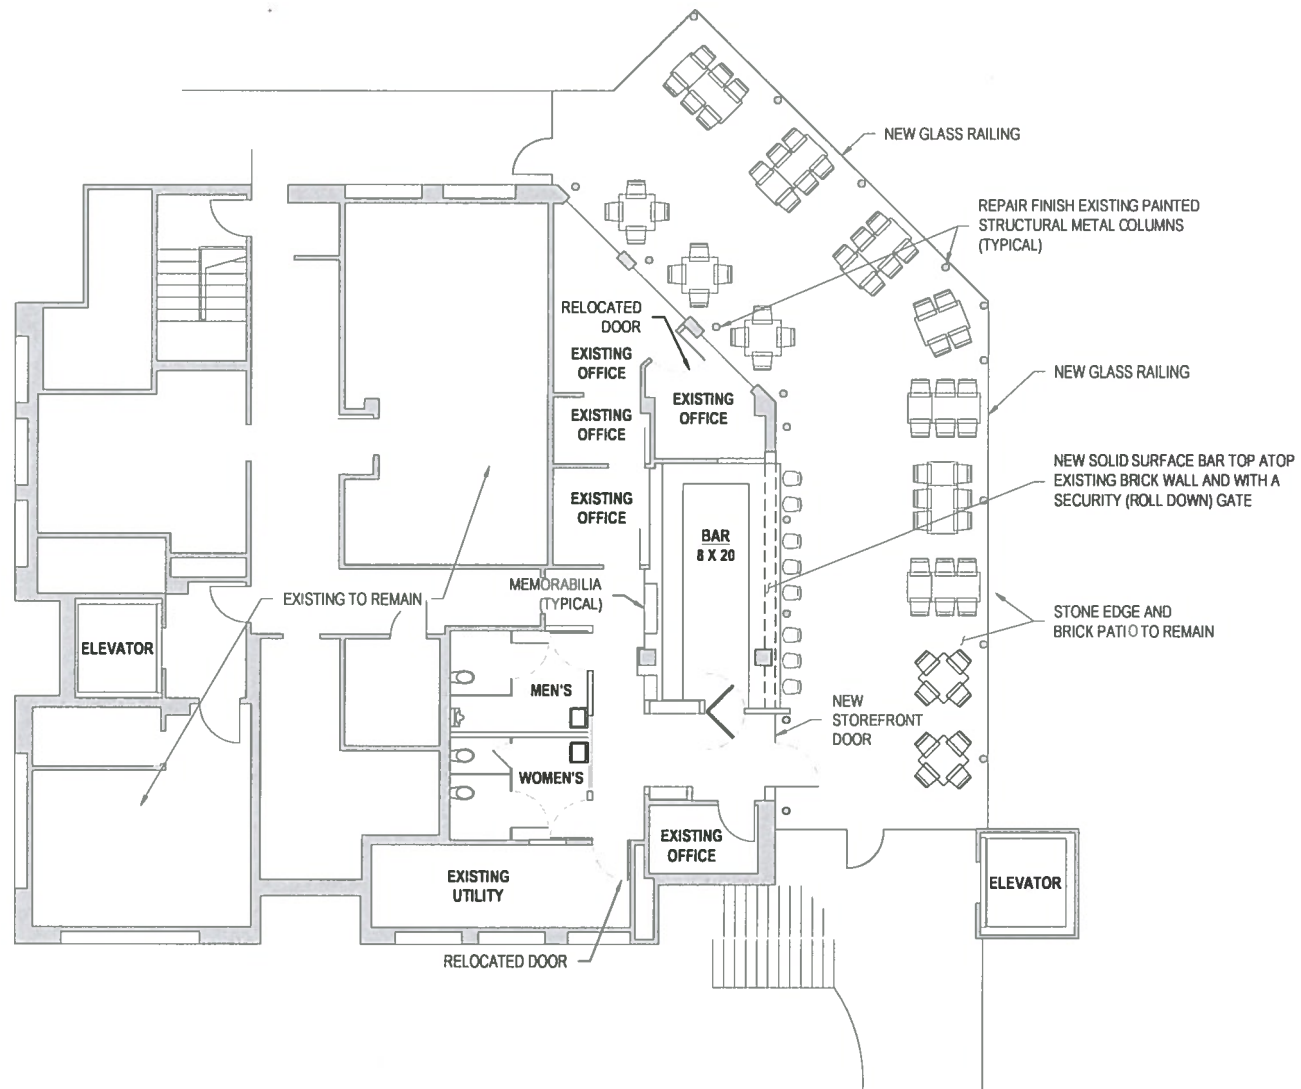 NEW GLASS RAILING
REPAIR FINISH EXISTING PAINTED
STRUCTURAL METAL COLUMNS
(TYPICAL)
RELOCATED
DOOR
EXISTING
OFFICE
NEW GLASS RAILING
EXISTING
OFFICE
EXISTING
OFFICE
NEW SOLID SURFACE BAR TOP ATOP
EXISTING BRICK WALL AND WITH A
SECURITY (ROLL DOWN) GATE
EXISTING
OFFICE
BAR
8 X 20
MEMORABILIA
(TYPICAL)
EXISTING TO REMAIN
STONE EDGE AND
BRICK PATIO TO REMAIN
ELEVATOR
MEN'S
NEW
STOREFRONT
DOOR
WOMEN'S
EXISTING
OFFICE
EXISTING
UTILITY
ELEVATOR
RELOCATED DOOR